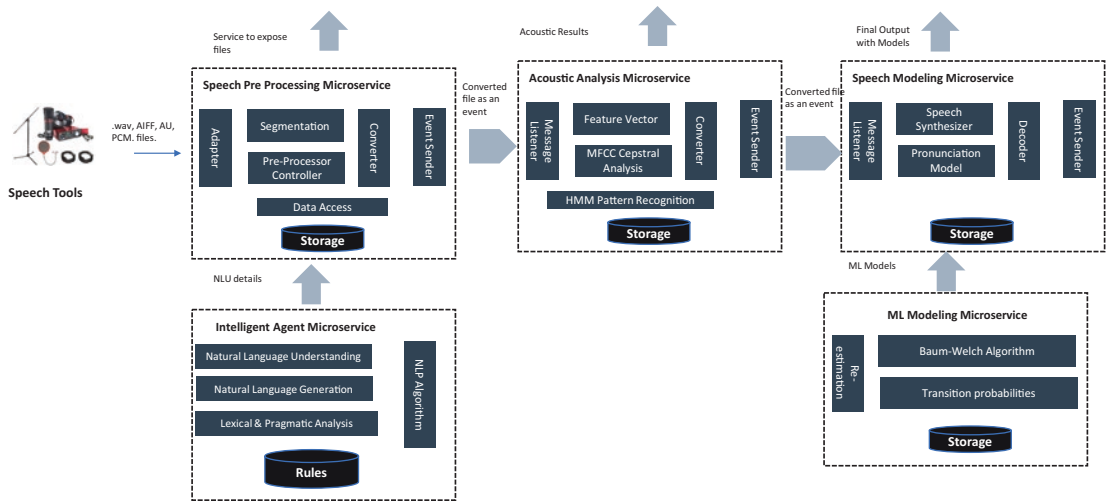 Service to expose
files
Acoustic Results
Final Output
with Models
Speech Pre Processing Microservice
Acoustic Analysis Microservice
Speech Modeling Microservice
.wav, AIFF, AU,
PCM. files.
Speech Tools
Adapter
Segmentation
Pre-Processor
Controller
Converter
Event Sender
Data Access
Storage
Converted
file as an
event
Message
Listener
Feature Vector
MFCC Cepstral
Analysis
Converter
Event Sender
HMM Pattern Recognition
Storage
Converted file
as an event
Message
Listener
Speech
Synthesizer
Pronunciation
Model
Decoder
Event Sender
Storage
NLU details
ML Models
Intelligent Agent Microservice
Natural Language Understanding
Natural Language Generation
Lexical & Pragmatic Analysis
NLP Algorithm
Rules
ML Modeling Microservice
Re-
estimation
Baum-Welch Algorithm
Transition probabilities
Storage